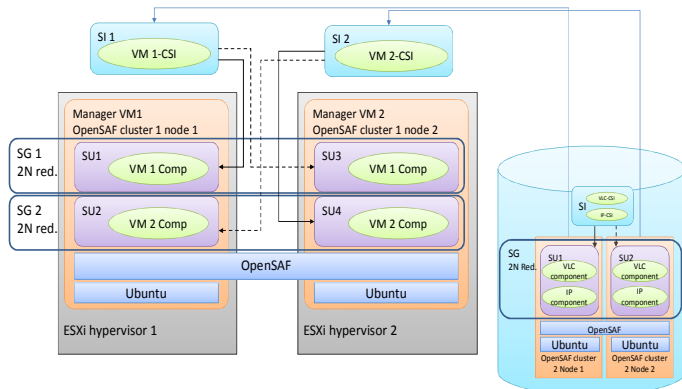 SI 1
VM 1-CSI
SI 2
VM 2-CSI
Manager VM1
OpenSAF cluster 1 node 1
Manager VM 2
OpenSAF cluster 1 node 2
SG 1
2N red.
SU1
VM 1 Comp
SU3
VM 1 Comp
SG 2
2N red.
SU2
VM 2 Comp
SU4
VM 2 Comp
OpenSAF
Ubuntu
Ubuntu
ESXi hypervisor 1
ESXi hypervisor 2
VLC-CSI
SI
IP-CSI
SG
2N Red.
SU1
VLC
component
IP
component
SU2
VLC
component
IP
component
OpenSAF
Ubuntu
Ubuntu
OpenSAF cluster
2 Node 1
OpenSAF cluster
2 Node 2